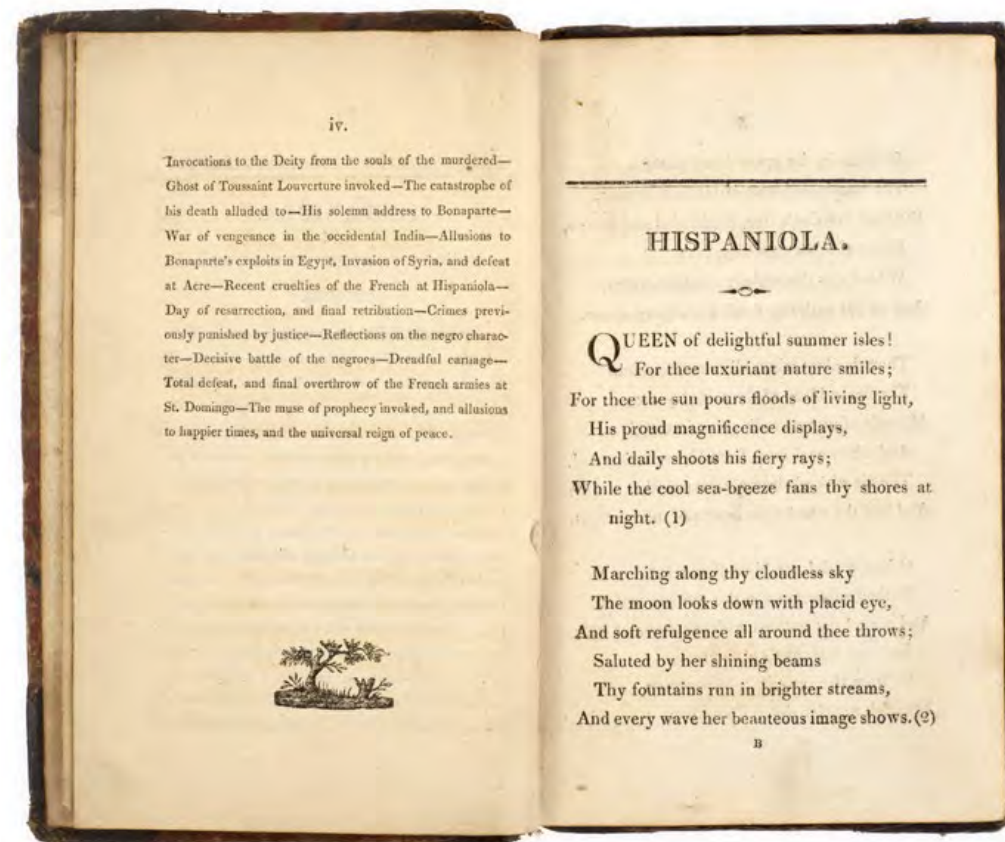 iv.
Invocations to the Deity from the souls of the murdered—
Ghost of Toussaint Louverture invoked—The catastrophe of
his death alluded to—His solemn address to Bonaparte—
War of vengeance in the occidental India—Allusions to
Bonaparte's exploits in Egypt, Invasion of Syria, and defeat
at Acre—Recent cruelties of the French at Hispaniola—
Day of resurrection, and final retribution—Crimes previ-
ously punished by justice—Reflections on the negro charac-
ter—Decisive battle of the negroes—Dreadful carnage—
Total defeat, and final overthrow of the French armies at
St. Domingo—The muse of prophecy invoked, and allusions
to happier times, and the universal reign of peace.
HISPANIOLA.
QUEEN of delightful summer isles!
For thee luxuriant nature smiles;
For thee the sun pours floods of living light,
His proud magnificence displays,
And daily shoots his fiery rays;
While the cool sea-breeze fans thy shores at
night. (1)
Marching along thy cloudless sky
The moon looks down with placid eye,
And soft refulgence all around thee throws;
Saluted by her shining beams
Thy fountains run in brighter streams,
And every wave her beauteous image shows. (2)
B